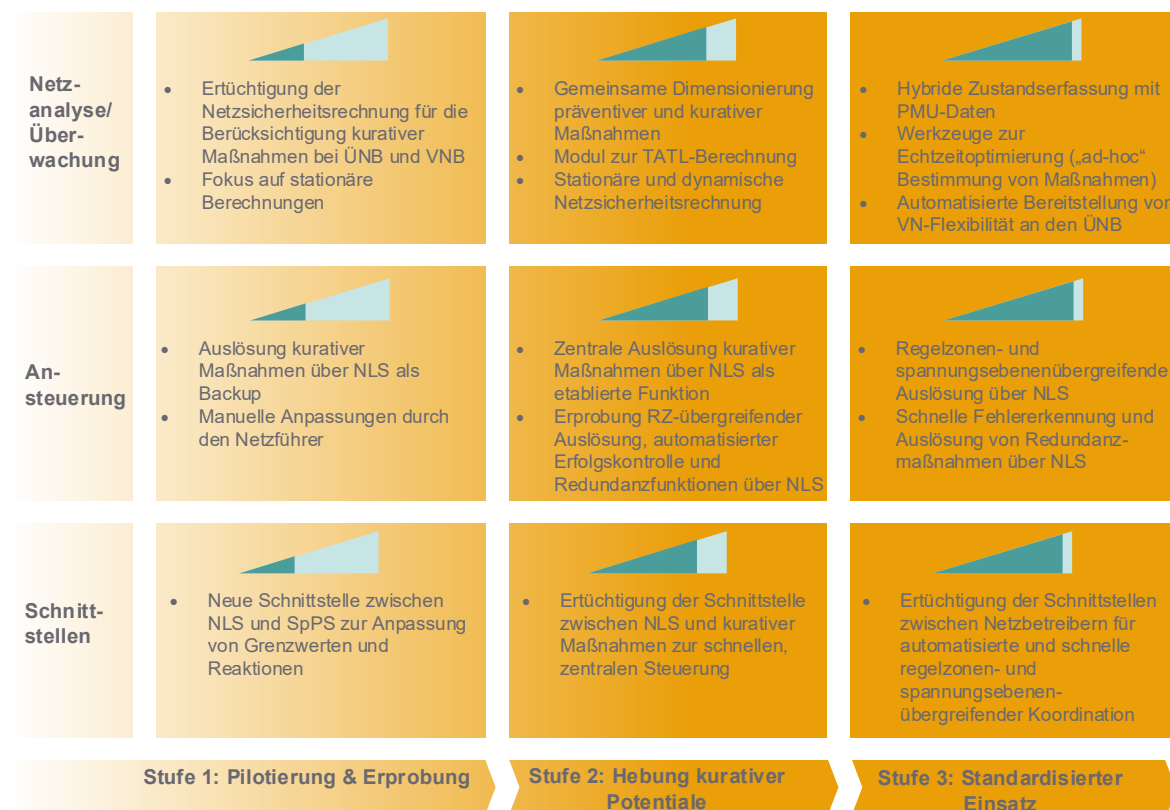 Netz-
analyse/
Über-
wachung
• Ertüchtigung der
Netzsicherheitsrechnung für die
Berücksichtigung kurativer
Maßnahmen bei ÜNB und VNB
• Fokus auf stationäre
Berechnungen
• Gemeinsame Dimensionierung
präventiver und kurativer
Maßnahmen
• Modul zur TATL-Berechnung
• Stationäre und dynamische
Netzsicherheitsrechnung
• Hybride Zustandserfassung mit
PMU-Daten
• Werkzeuge zur
Echtzeitoptimierung („ad-hoc“
Bestimmung von Maßnahmen)
• Automatisierte Bereitstellung von
VN-Flexibilität an den ÜNB
An-
steuerung
• Auslösung kurativer
Maßnahmen über NLS als
Backup
• Manuelle Anpassungen durch
den Netzführer
• Zentrale Auslösung kurativer
Maßnahmen über NLS als
etablierte Funktion
• Erprobung RZ-übergreifender
Auslösung, automatisierter
Erfolgskontrolle und
Redundanzfunktionen über NLS
• Regelzonen- und
spannungsebenenübergreifende
Auslösung über NLS
• Schnelle Fehlererkennung und
Auslösung von Redundanz-
maßnahmen über NLS
Schnitt-
stellen
• Neue Schnittstelle zwischen
NLS und SpPS zur Anpassung
von Grenzwerten und
Reaktionen
• Ertüchtigung der Schnittstelle
zwischen NLS und kurativer
Maßnahmen zur schnellen,
zentralen Steuerung
• Ertüchtigung der Schnittstellen
zwischen Netzbetreibern für
automatisierte und schnelle
regelzonen- und
spannungsebenen-
übergreifender Koordination
Stufe 1: Pilotierung & Erprobung
Stufe 2: Hebung kurativer
Potentiale
Stufe 3: Standardisierter
Einsatz